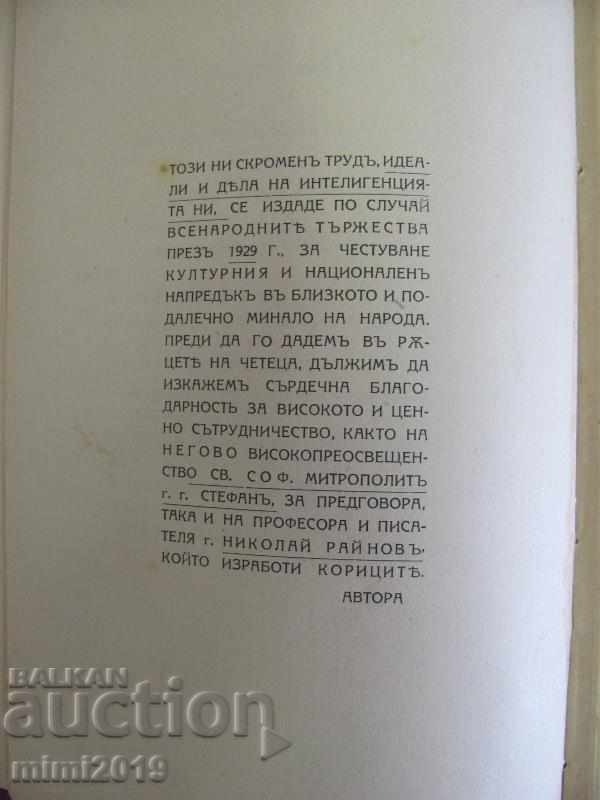 ТОЗИ НИ СКРОМЕНЪ ТРУДЪ, ИДЕА-
ЛИ И ДѢЛА НА ИНТЕЛИГЕНЦИЯ-
ТА НИ, СЕ ИЗДАДЕ ПО СЛУЧАЙ
ВСЕНАРОДНИТѢ ТЪРЖЕСТВА
ПРЕЗЪ 1929 Г., ЗА ЧЕСТУВАНЕ
КУЛТУРНИЯ И НАЦИОНАЛЕНЪ
НАПРЕДЪКЪ ВЪ БЛИЗКОТО И ПО-
ДАЛЕЧНО МИНАЛО НА НАРОДА.
ПРЕДИ ДА ГО ДАДЕМЪ ВЪ РѪ-
ЦЕТѢ НА ЧЕТЕЦА, ДЪЛЖИМЪ ДА
ИЗКАЖЕМЪ СЪРДЕЧНА БЛАГО-
ДАРНОСТЬ ЗА ВИСОКОТО И ЦЕН-
НО СЪТРУДНИЧЕСТВО, КАКТО НА
НЕГОВО ВИСОКОПРЕОСВЕЩЕН-
СТВО СВ. СОФ. МИТРОПОЛИТЪ
г. г. СТЕФАНЪ, ЗА ПРЕДГОВОРА,
ТАКА И НА ПРОФЕСОРА И ПИСА-
ТЕЛЯ г. НИКОЛАЙ РАЙНОВЪ,
КОЙТО ИЗРАБОТИ КОРИЦИТѢ.
АВТОРА
BALKAN
auction
mimi2019